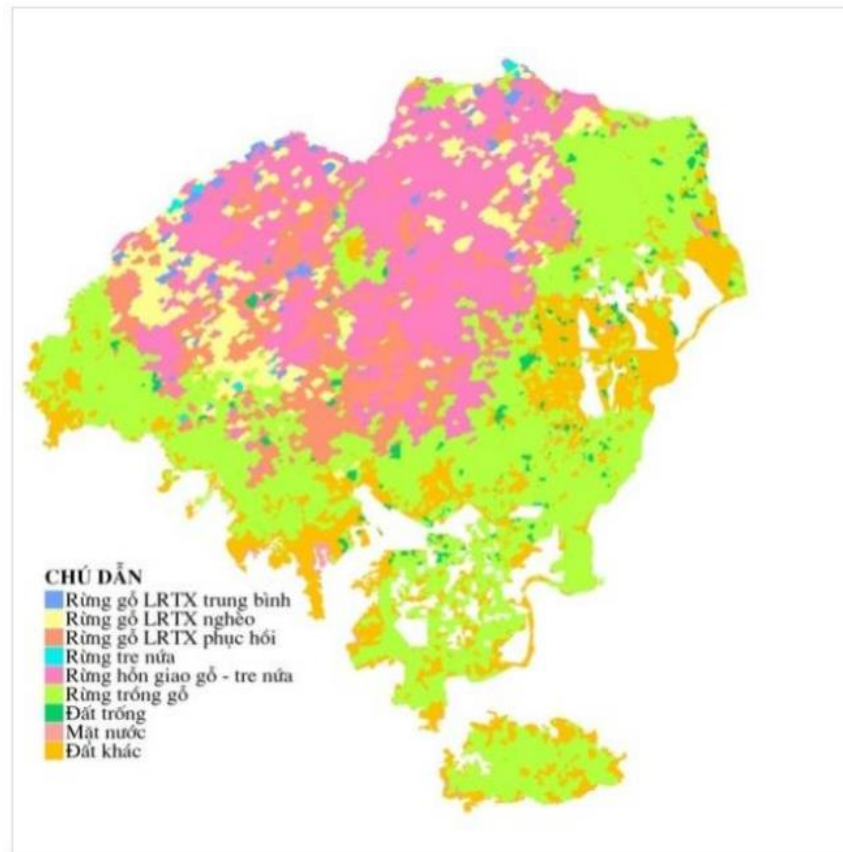 CHÚ DẪN
Rừng gỗ LRTX trung bình
Rừng gỗ LRTX nghèo
Rừng gỗ LRTX phục hồi
Rừng tre nứa
Rừng hỗn giao gỗ - tre nứa
Rừng trồng gỗ
Đất trống
Mặt nước
Đất khác